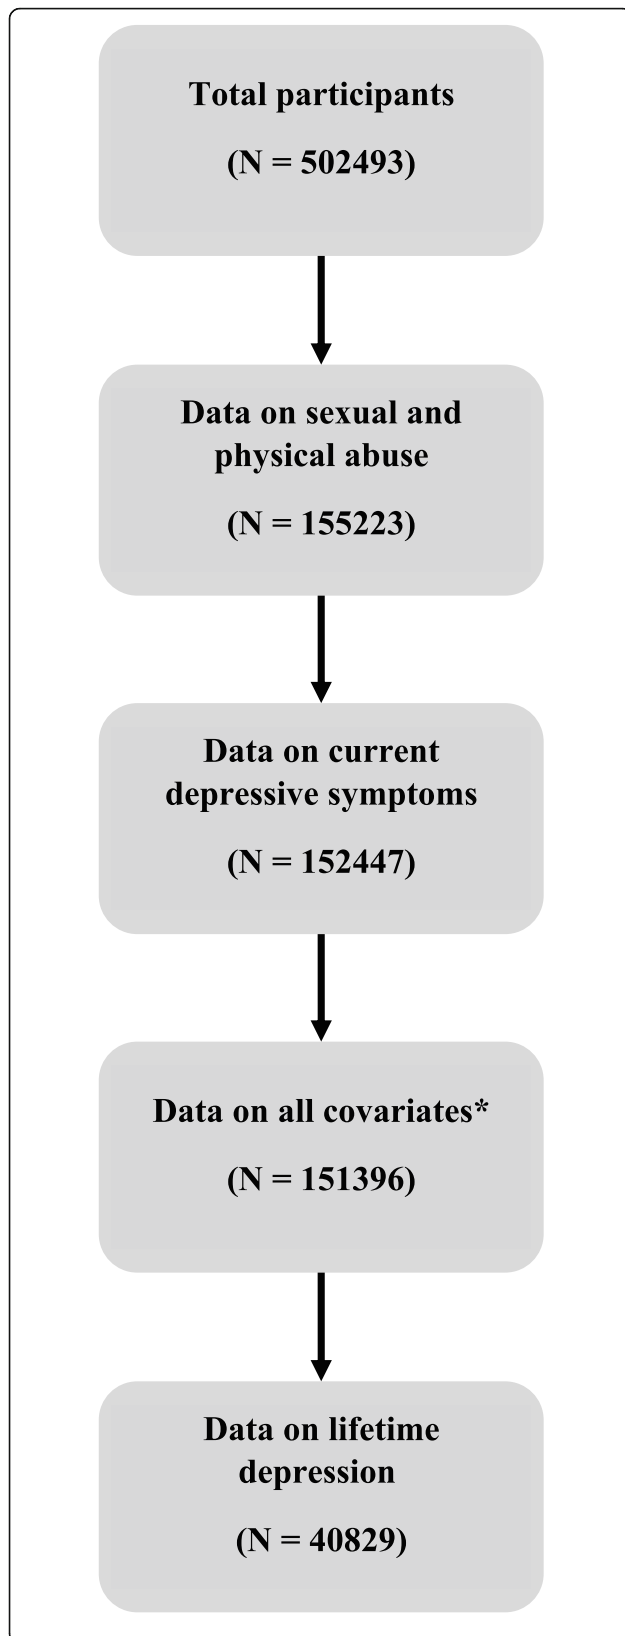 Total participants
(N = 502493)
Data on sexual and
physical abuse
(N = 155223)
Data on current
depressive symptoms
(N = 152447)
Data on all covariates*
(N = 151396)
Data on lifetime
depression
(N = 40829)